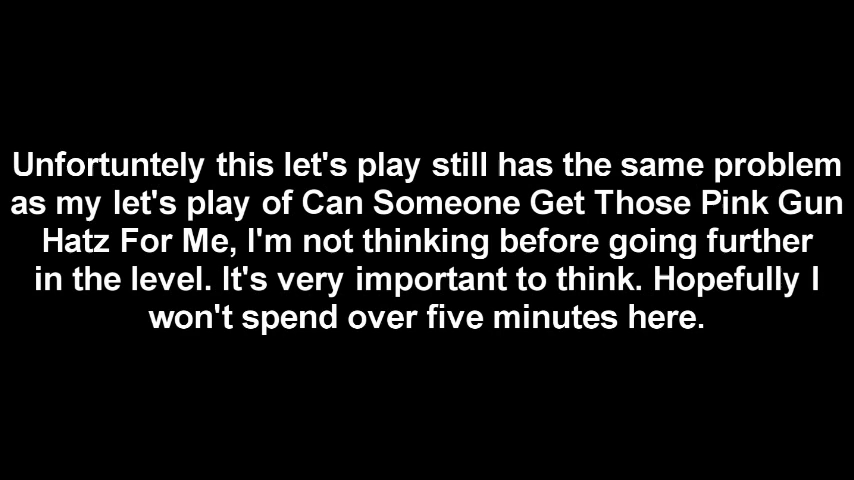 Unfortuntely this let's play still has the same problem
as my let's play of Can Someone Get Those Pink Gun
Hatz For Me, I'm not thinking before going further
in the level. It's very important to think. Hopefully I
won't spend over five minutes here.